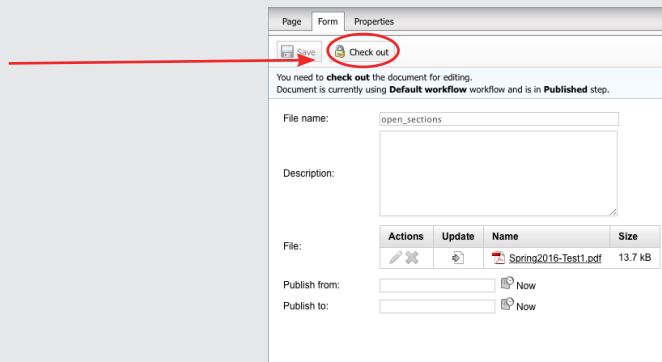 Page Form Properties
Save Check out
You need to check out the document for editing.
Document is currently using Default workflow workflow and is in Published step.
File name: open_sections
Description:
Actions Update Name Size
File:
Spring2016-Test1.pdf 13.7 kB
Publish from: Now
Publish to: Now